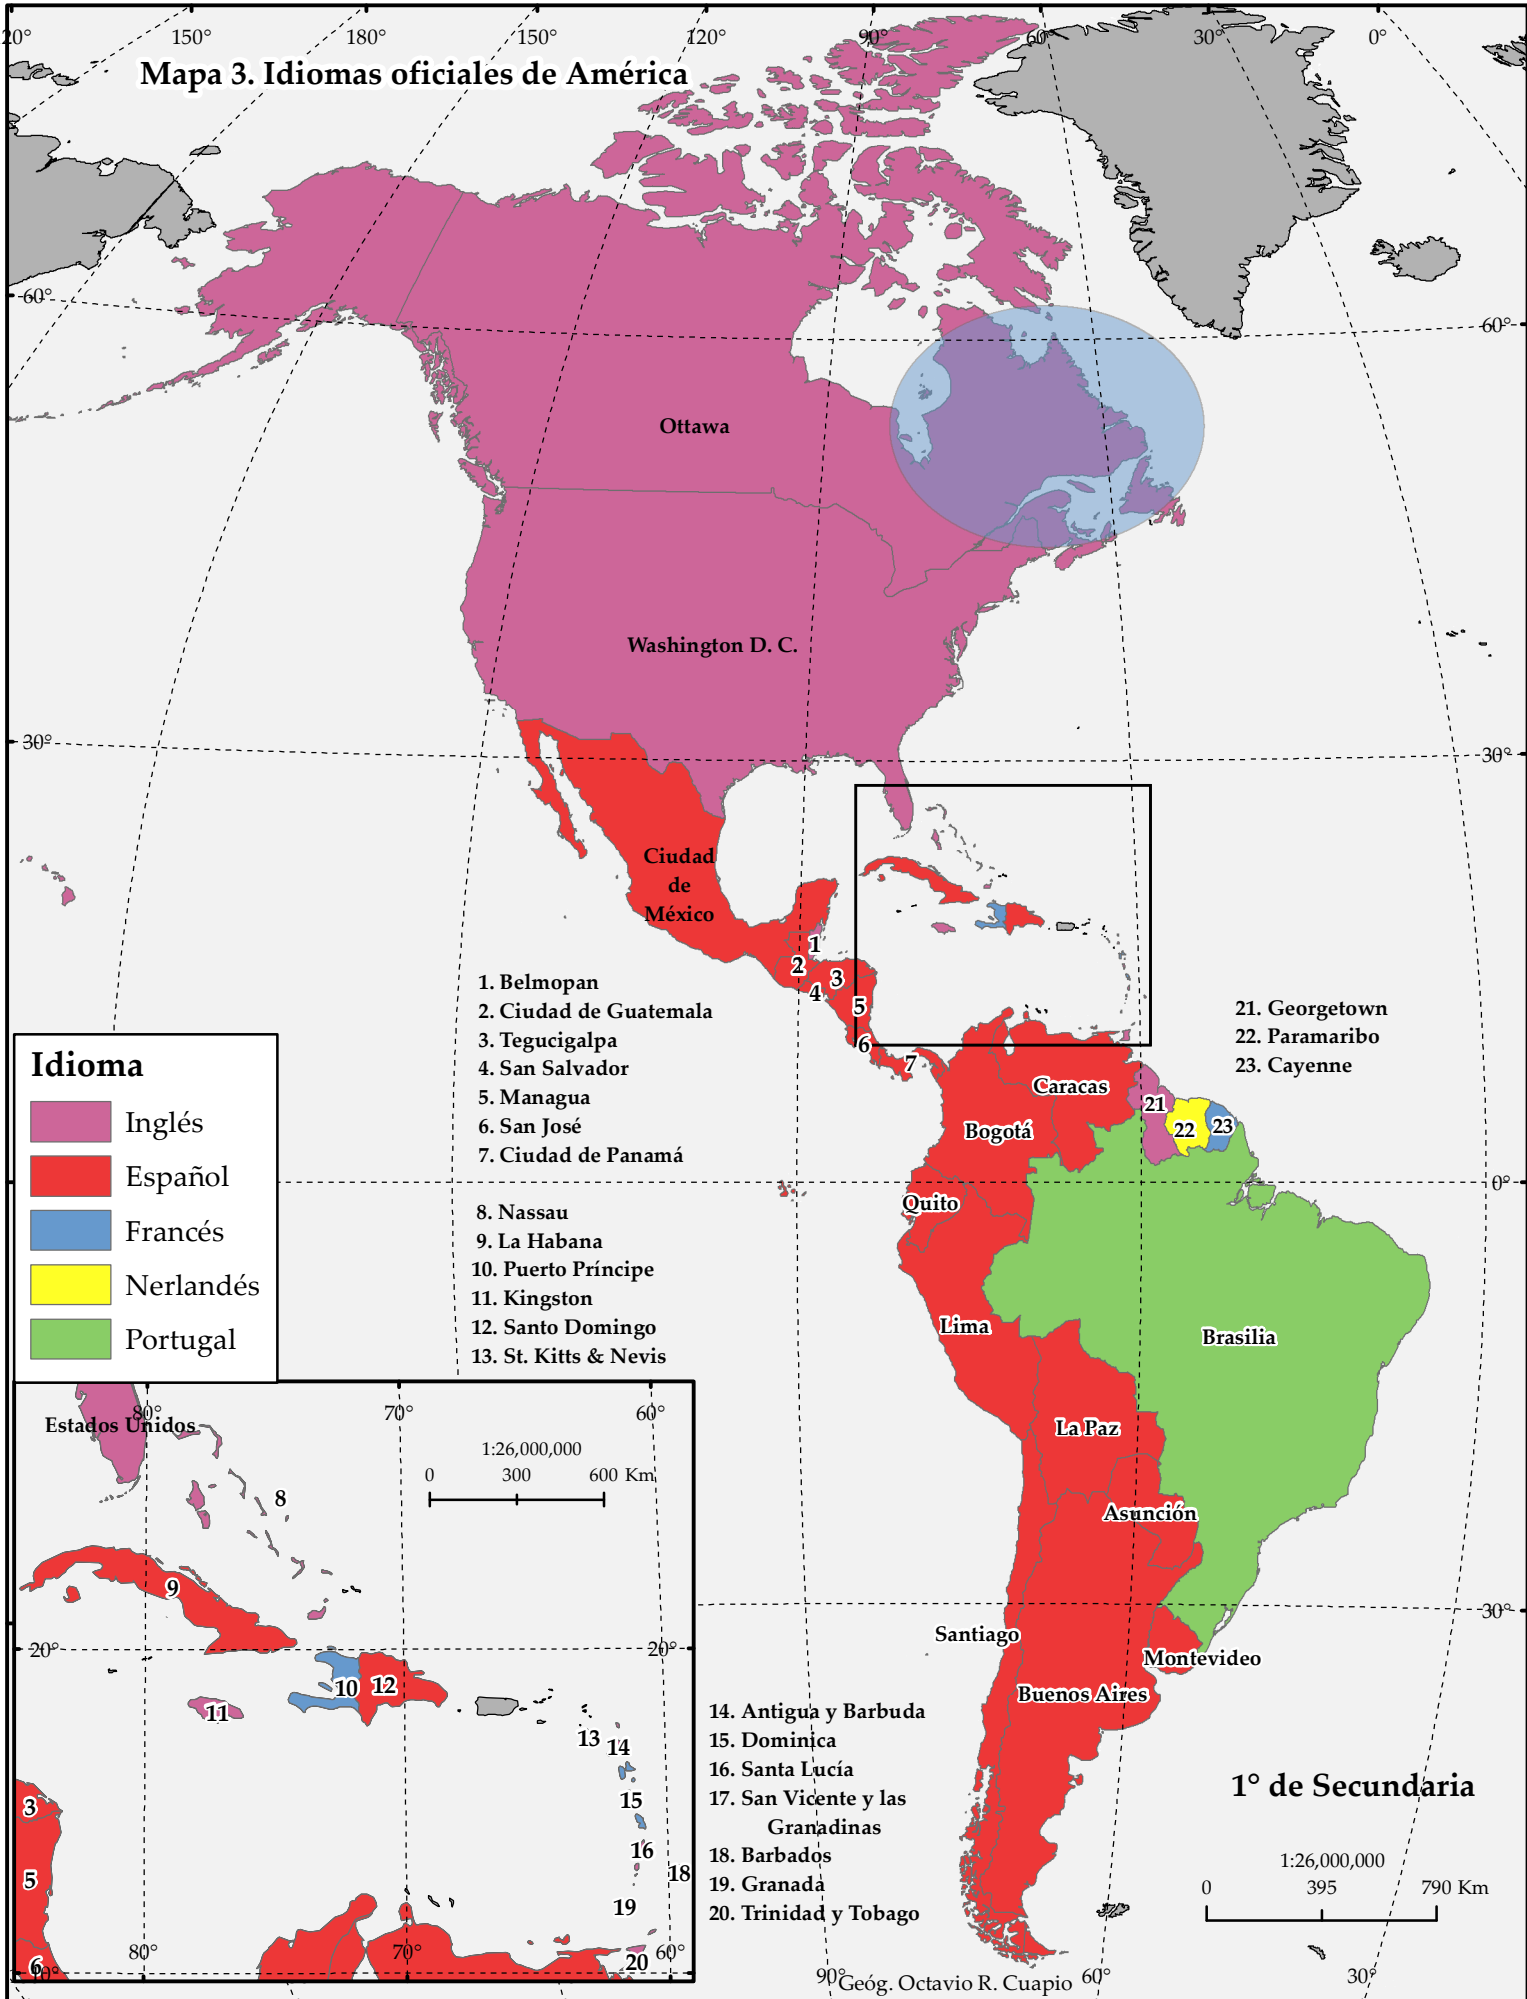 20°
150°
180°
150°
120°
90°
60°
30°
0°
Mapa 3. Idiomas oficiales de América
60°
60°
Ottawa
Washington D. C.
30°
30°
Ciudad
de
México
1
2
3
4
5
6
7
1. Belmopan
2. Ciudad de Guatemala
3. Tegucigalpa
4. San Salvador
5. Managua
6. San José
7. Ciudad de Panamá
8. Nassau
9. La Habana
10. Puerto Príncipe
11. Kingston
12. Santo Domingo
13. St. Kitts & Nevis
21. Georgetown
22. Paramaribo
23. Cayenne
Caracas
21
22
23
Bogotá
Quito
0°
Lima
Brasilia
La Paz
Asunción
30°
Santiago
Montevideo
Buenos Aires
Idioma
Inglés
Español
Francés
Nerlandés
Portugal
80°
70°
60°
Estados Unidos
1:26,000,000
0 300 600 Km
8
9
20°
20°
10
12
11
13
14
15
16
18
19
20
3
5
6
80°
70°
60°
10°
14. Antigua y Barbuda
15. Dominica
16. Santa Lucía
17. San Vicente y las
Granadinas
18. Barbados
19. Granada
20. Trinidad y Tobago
1° de Secundaria
1:26,000,000
0 395 790 Km
90°
Geóg. Octavio R. Cuapio
60°
30°